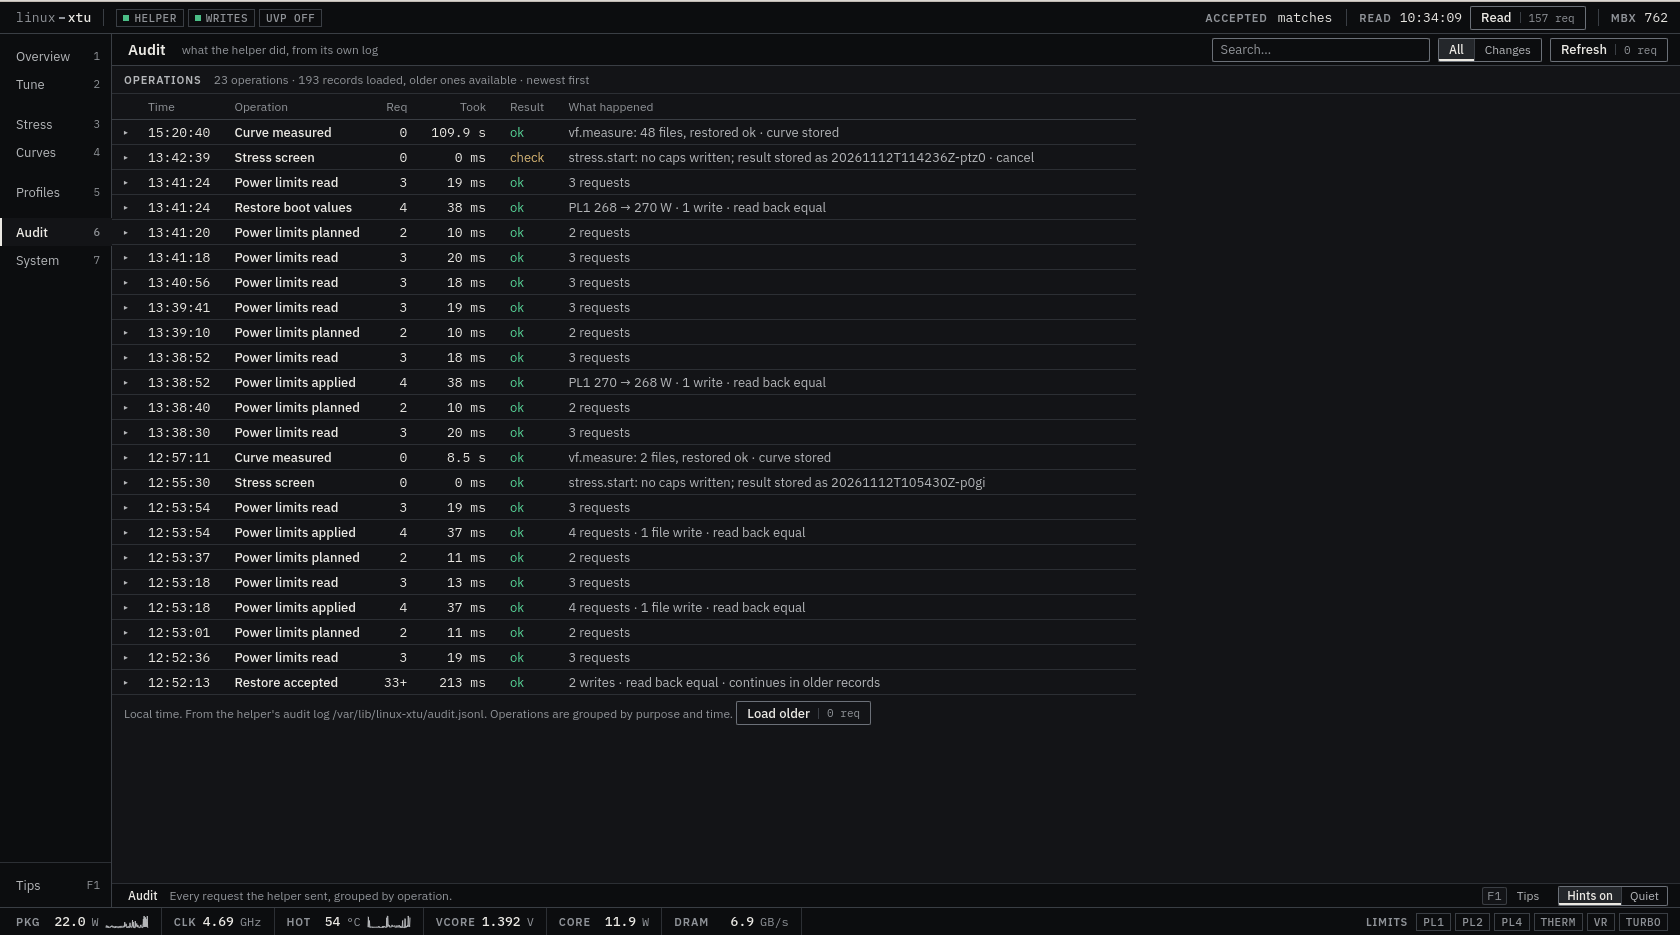 linux-xtu HELPER WRITES UVP OFF ACCEPTED matches READ 10:34:09 Read 157 req MBX 762
Overview 1
Tune 2
Stress 3
Curves 4
Profiles 5
Audit 6
System 7
Tips F1
Audit what the helper did, from its own log Search... All Changes Refresh 0 req
OPERATIONS 23 operations · 193 records loaded, older ones available · newest first
Time Operation Req Took Result What happened
15:20:40 Curve measured 0 109.9 s ok vf.measure: 48 files, restored ok · curve stored
13:42:39 Stress screen 0 0 ms check stress.start: no caps written; result stored as 20261112T114236Z-ptz0 · cancel
13:41:24 Power limits read 3 19 ms ok 3 requests
13:41:24 Restore boot values 4 38 ms ok PL1 268 → 270 W · 1 write · read back equal
13:41:20 Power limits planned 2 10 ms ok 2 requests
13:41:18 Power limits read 3 20 ms ok 3 requests
13:40:56 Power limits read 3 18 ms ok 3 requests
13:39:41 Power limits read 3 19 ms ok 3 requests
13:39:10 Power limits planned 2 10 ms ok 2 requests
13:38:52 Power limits read 3 18 ms ok 3 requests
13:38:52 Power limits applied 4 38 ms ok PL1 270 → 268 W · 1 write · read back equal
13:38:40 Power limits planned 2 10 ms ok 2 requests
13:38:30 Power limits read 3 20 ms ok 3 requests
12:57:11 Curve measured 0 8.5 s ok vf.measure: 2 files, restored ok · curve stored
12:55:30 Stress screen 0 0 ms ok stress.start: no caps written; result stored as 20261112T105430Z-p0gi
12:53:54 Power limits read 3 19 ms ok 3 requests
12:53:54 Power limits applied 4 37 ms ok 4 requests · 1 file write · read back equal
12:53:37 Power limits planned 2 11 ms ok 2 requests
12:53:18 Power limits read 3 13 ms ok 3 requests
12:53:18 Power limits applied 4 37 ms ok 4 requests · 1 file write · read back equal
12:53:01 Power limits planned 2 11 ms ok 2 requests
12:52:36 Power limits read 3 19 ms ok 3 requests
12:52:13 Restore accepted 33+ 213 ms ok 2 writes · read back equal · continues in older records
Local time. From the helper's audit log /var/lib/linux-xtu/audit.jsonl. Operations are grouped by purpose and time. Load older 0 req
Audit Every request the helper sent, grouped by operation. F1 Tips Hints on Quiet
PKG 22.0 W CLK 4.69 GHz HOT 54 °C VCORE 1.392 V CORE 11.9 W DRAM 6.9 GB/s LIMITS PL1 PL2 PL4 THERM VR TURBO